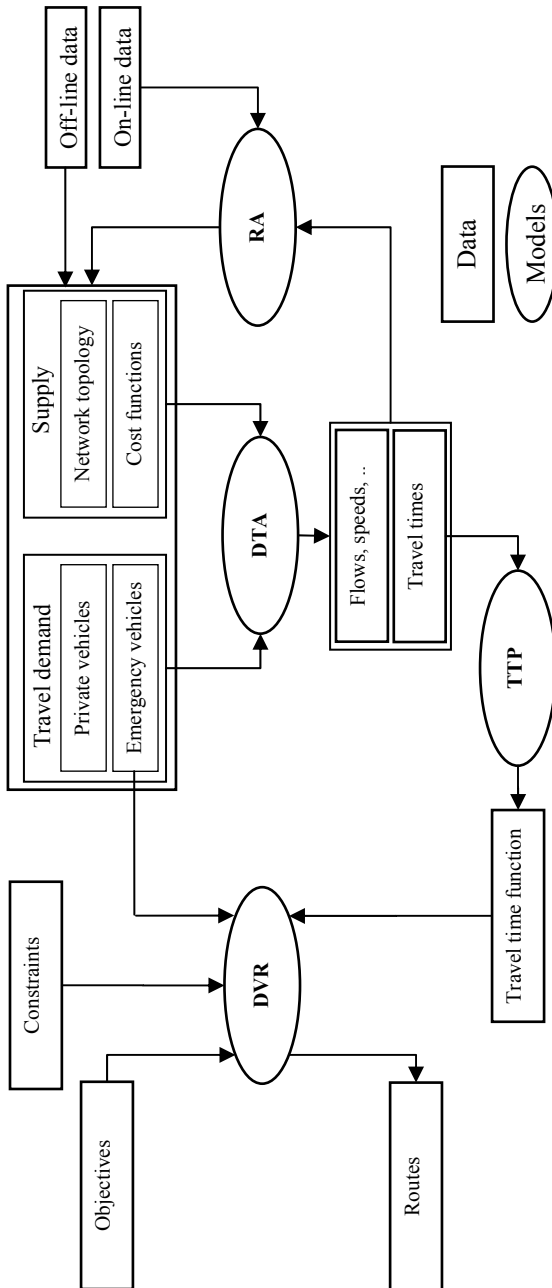 Objectives
Constraints
Travel demand
Private vehicles
Emergency vehicles
Supply
Network topology
Cost functions
Off-line data
On-line data
DVR
DTA
RA
Routes
Travel time function
TTP
Flows, speeds, ..
Travel times
Data
Models